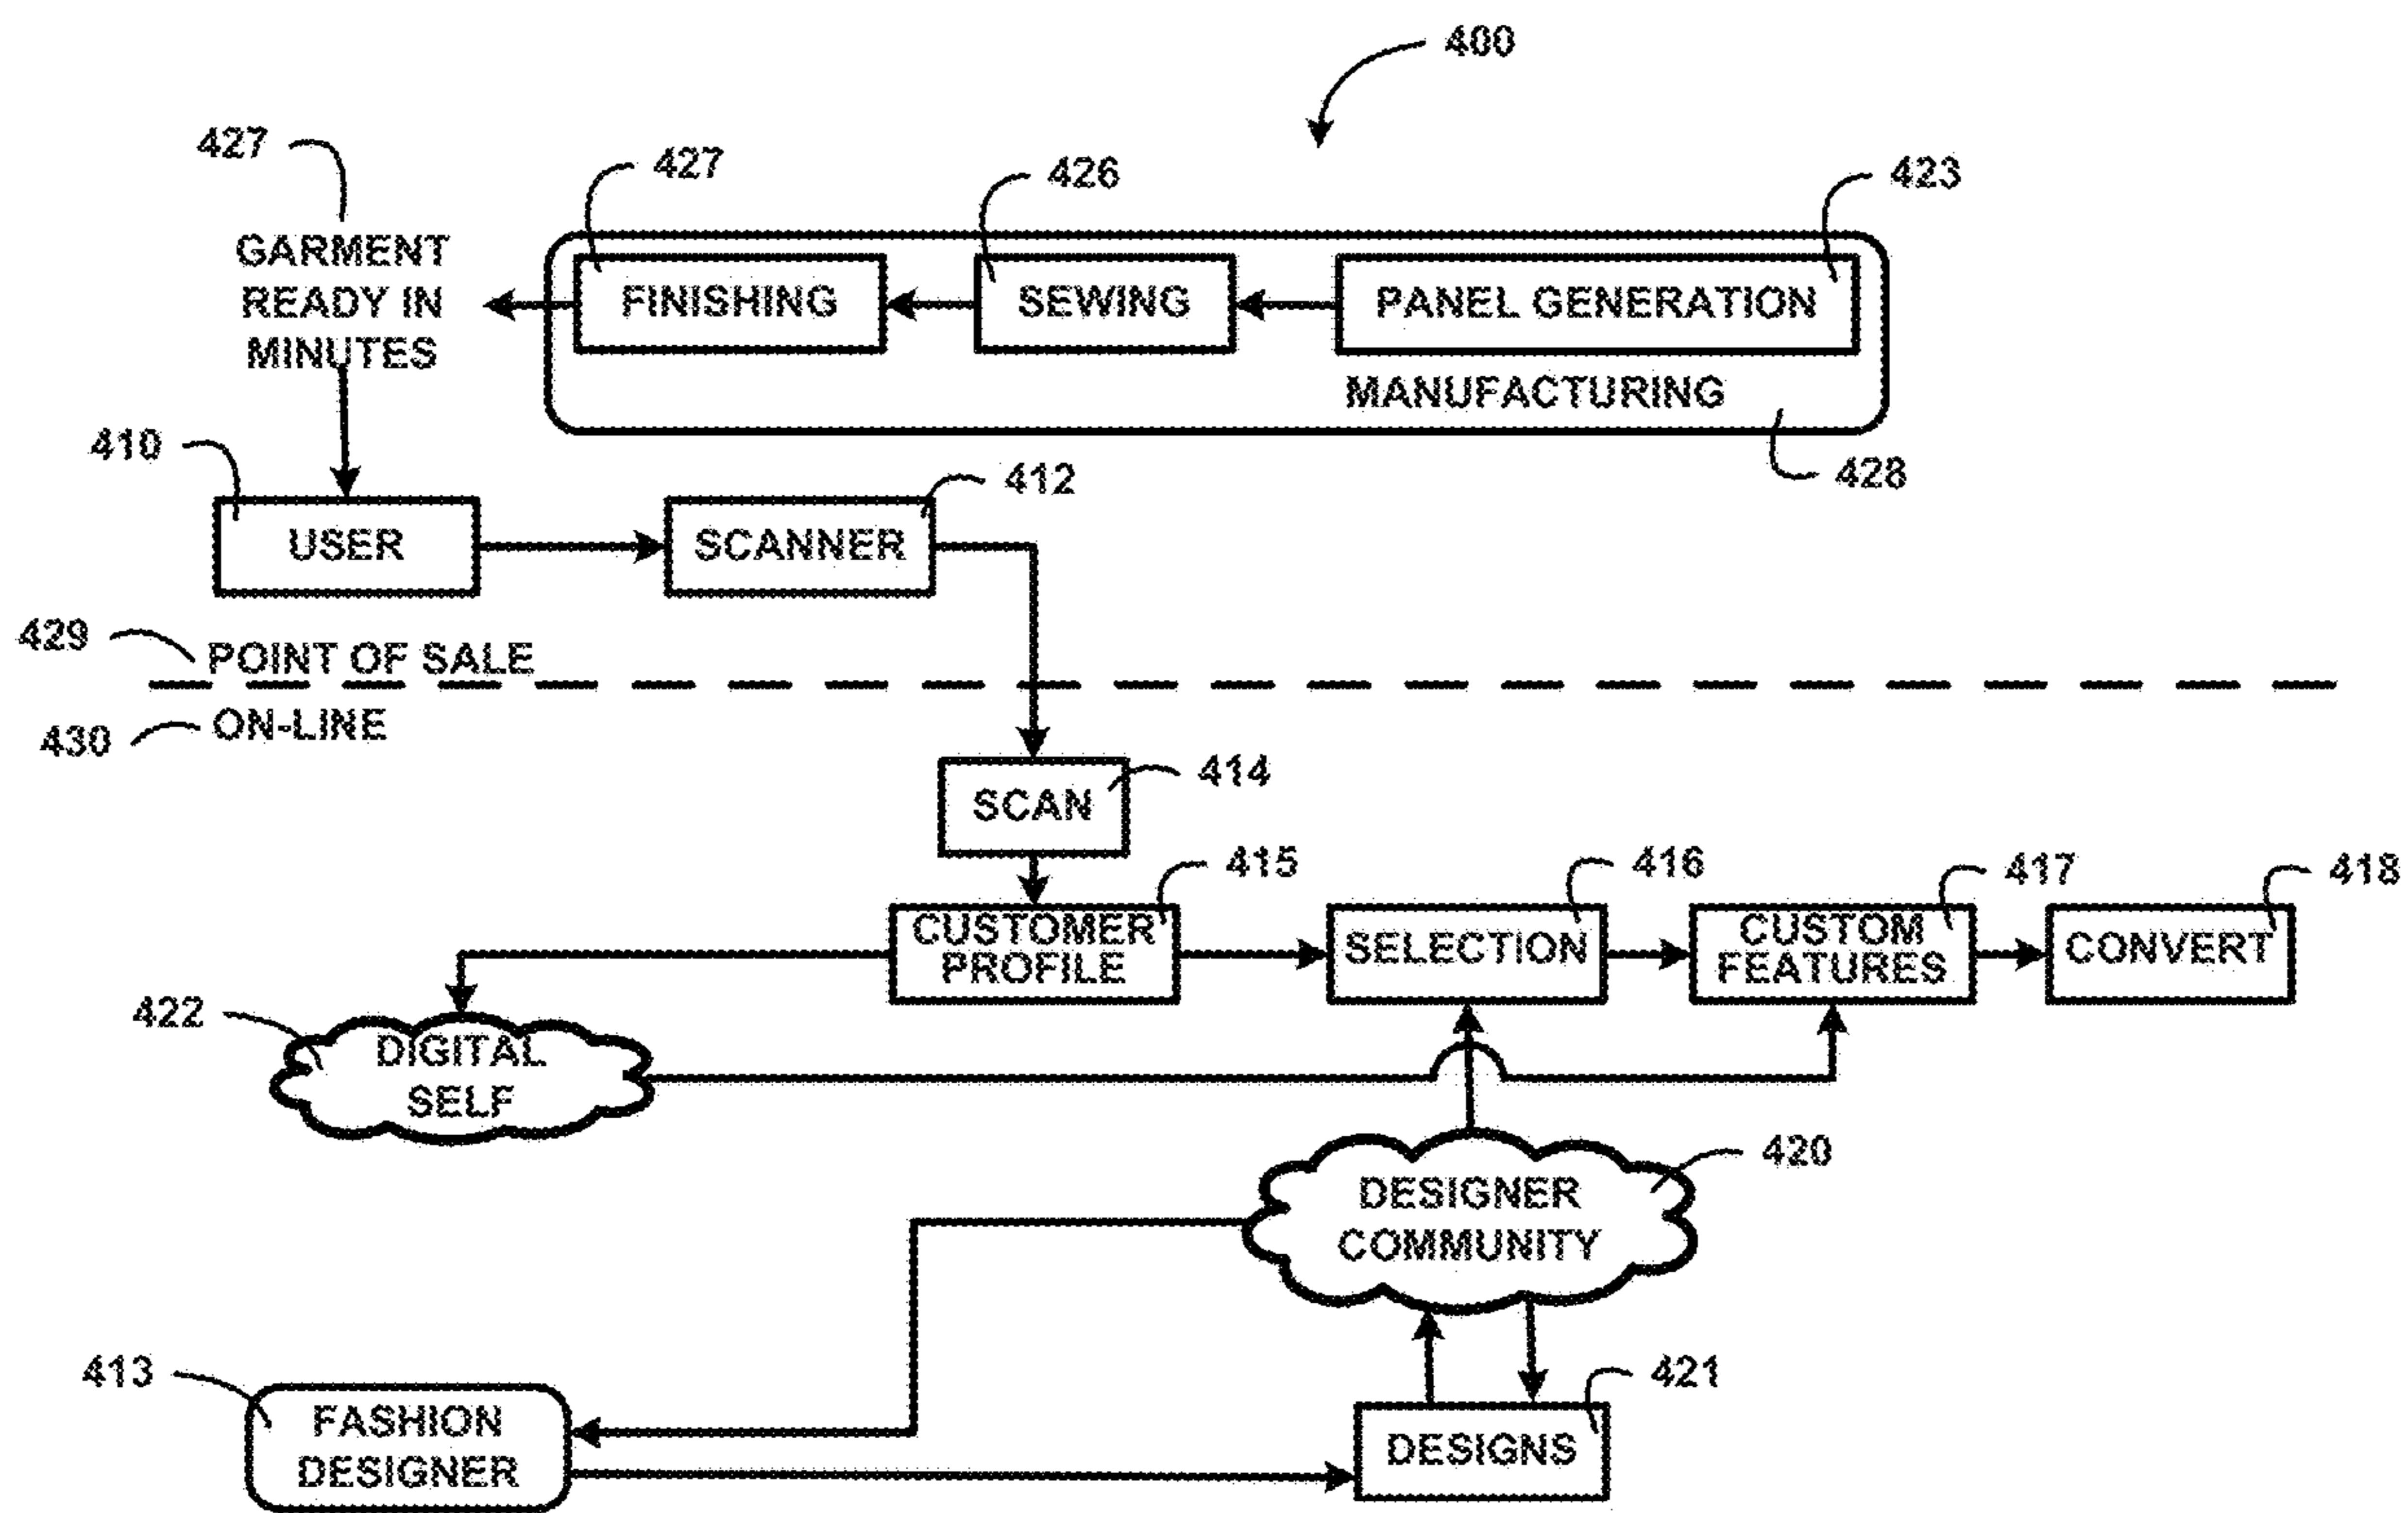 400
427
427
426
423
GARMENT
READY IN
MINUTES
FINISHING
SEWING
PANEL GENERATION
MANUFACTURING
428
410
412
USER
SCANNER
429
POINT OF SALE
430
ON-LINE
414
SCAN
415
416
417
418
CUSTOMER
PROFILE
SELECTION
CUSTOM
FEATURES
CONVERT
422
DIGITAL
SELF
420
DESIGNER
COMMUNITY
413
421
FASHION
DESIGNER
DESIGNS